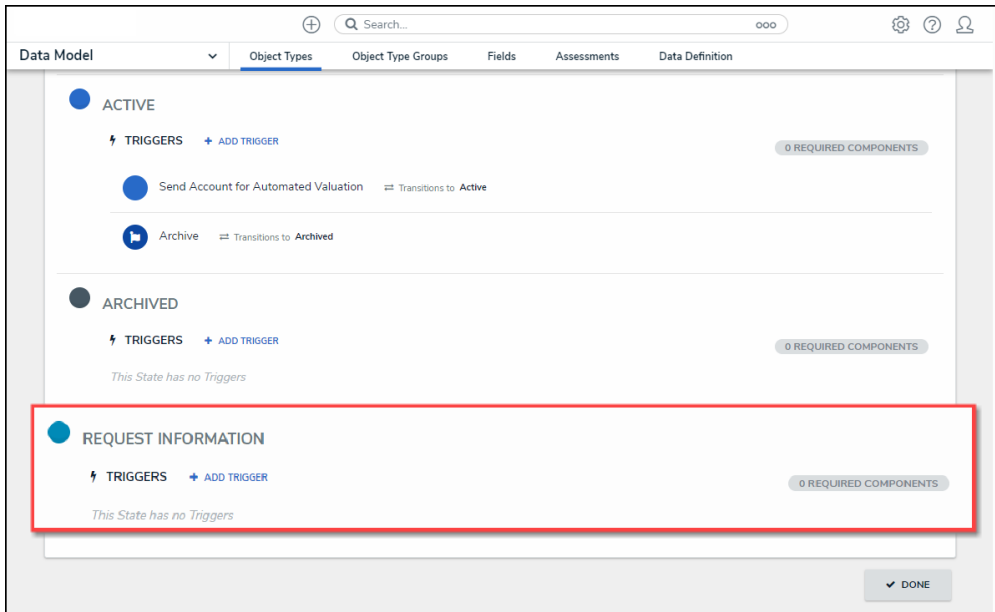 Search...
Data Model Object Types Object Type Groups Fields Assessments Data Definition
ACTIVE
TRIGGERS + ADD TRIGGER
0 REQUIRED COMPONENTS
Send Account for Automated Valuation Transitions to Active
Archive Transitions to Archived
ARCHIVED
TRIGGERS + ADD TRIGGER
0 REQUIRED COMPONENTS
This State has no Triggers
REQUEST INFORMATION
TRIGGERS + ADD TRIGGER
0 REQUIRED COMPONENTS
This State has no Triggers
DONE